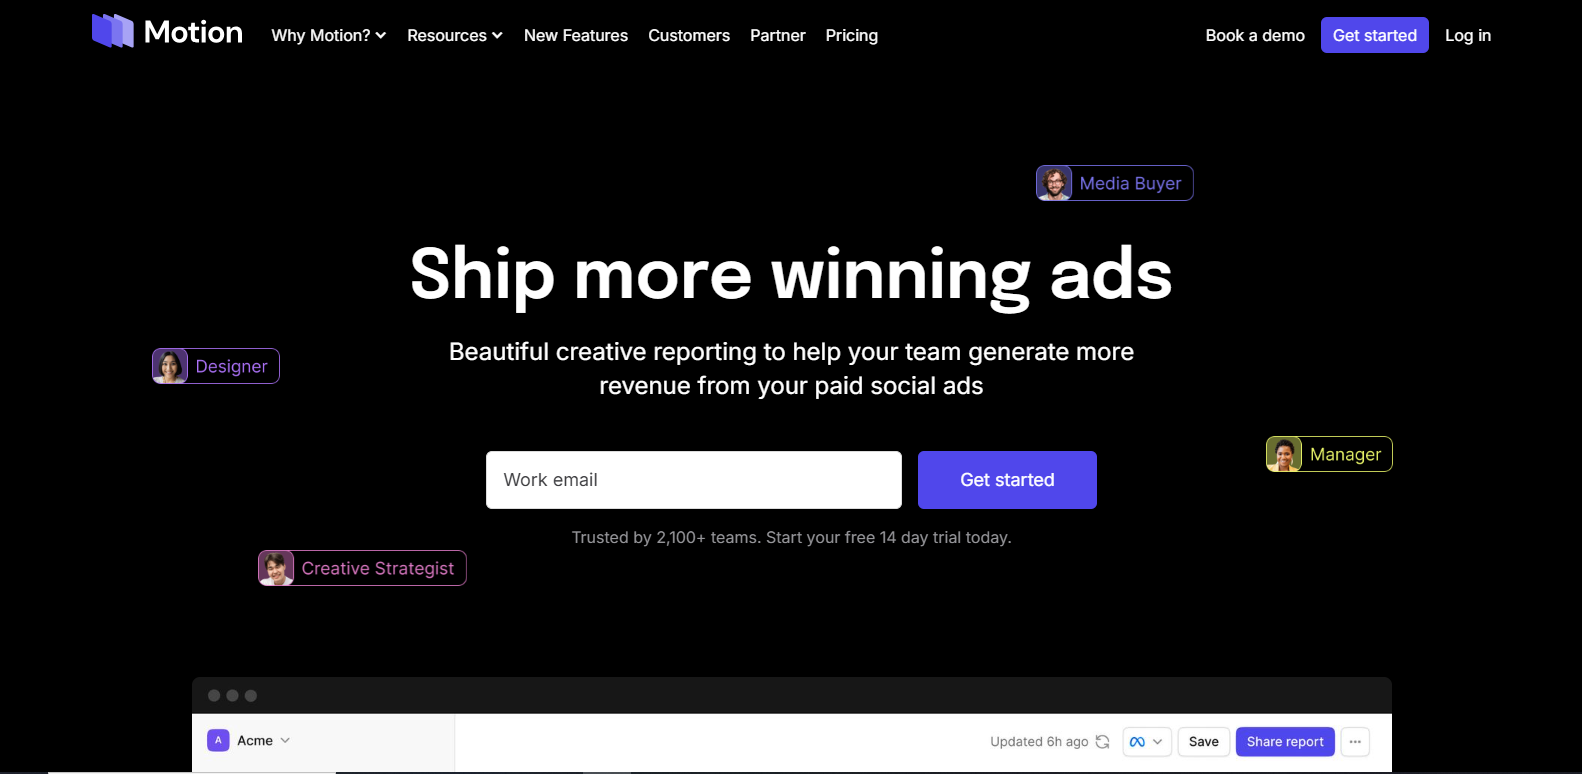 Motion Why Motion? Resources New Features Customers Partner Pricing Book a demo Get started Log in
Media Buyer
Ship more winning ads
Beautiful creative reporting to help your team generate more
revenue from your paid social ads
Designer
Manager
Work email Get started
Trusted by 2,100+ teams. Start your free 14 day trial today.
Creative Strategist
A Acme Updated 6h ago Save Share report